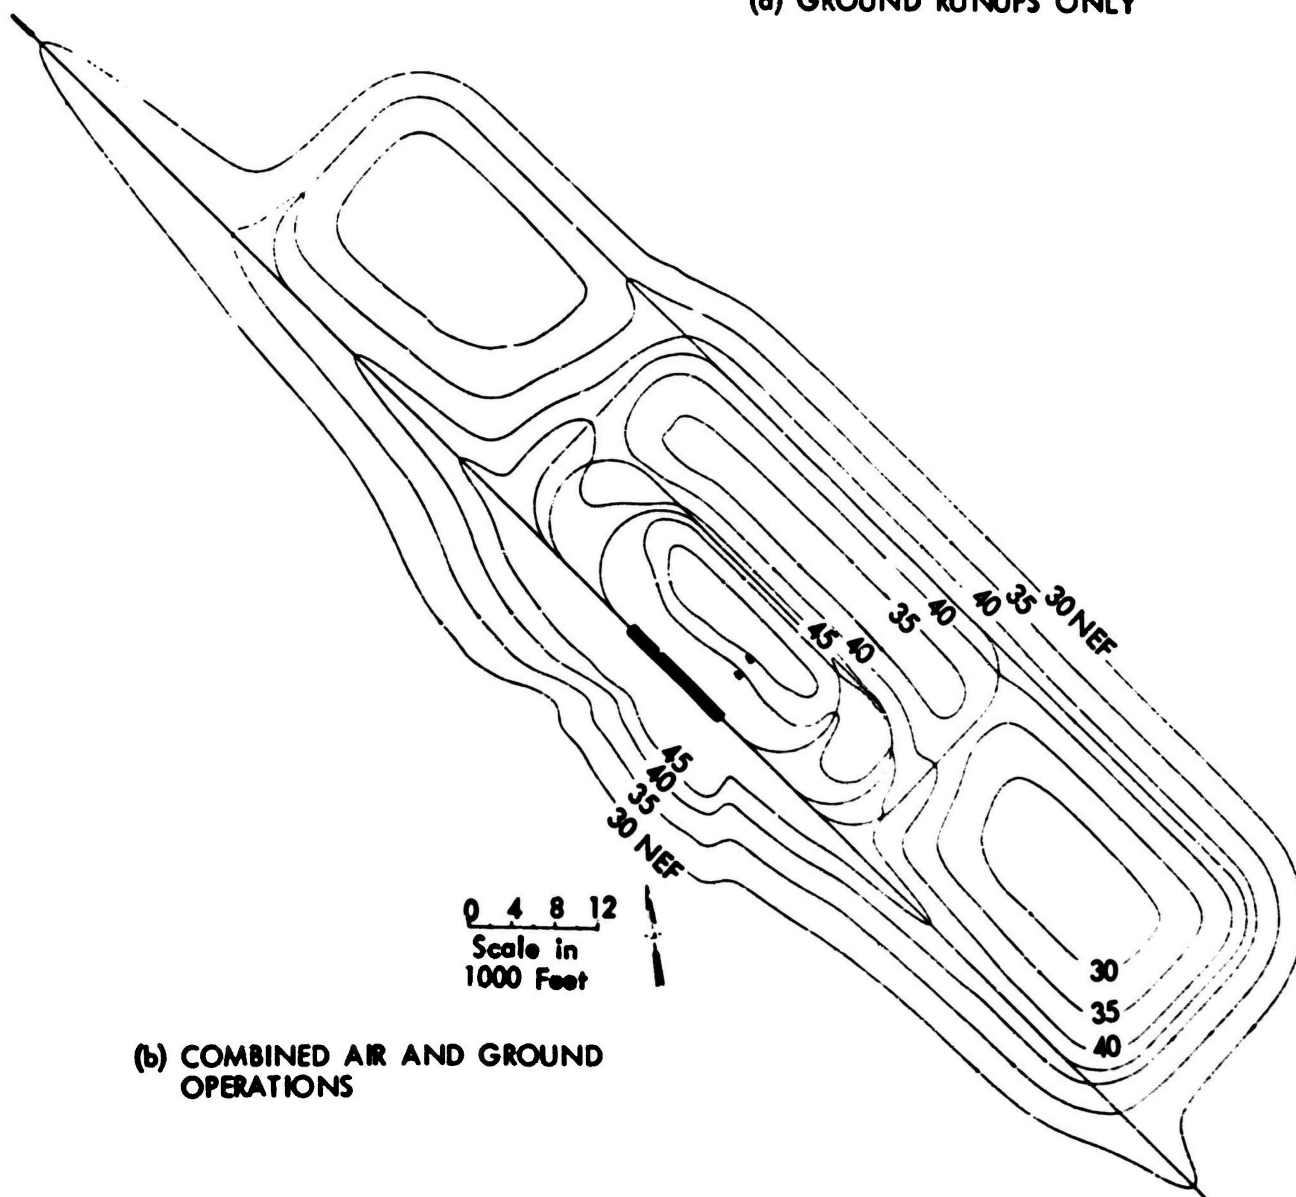 (a) GROUND RUNUPS ONLY
35 40 40 35 30 NEF
45 40
45
40
35
30 NEF
0 4 8 12
Scale in
1000 Feet
30
35
40
(b) COMBINED AIR AND GROUND
OPERATIONS